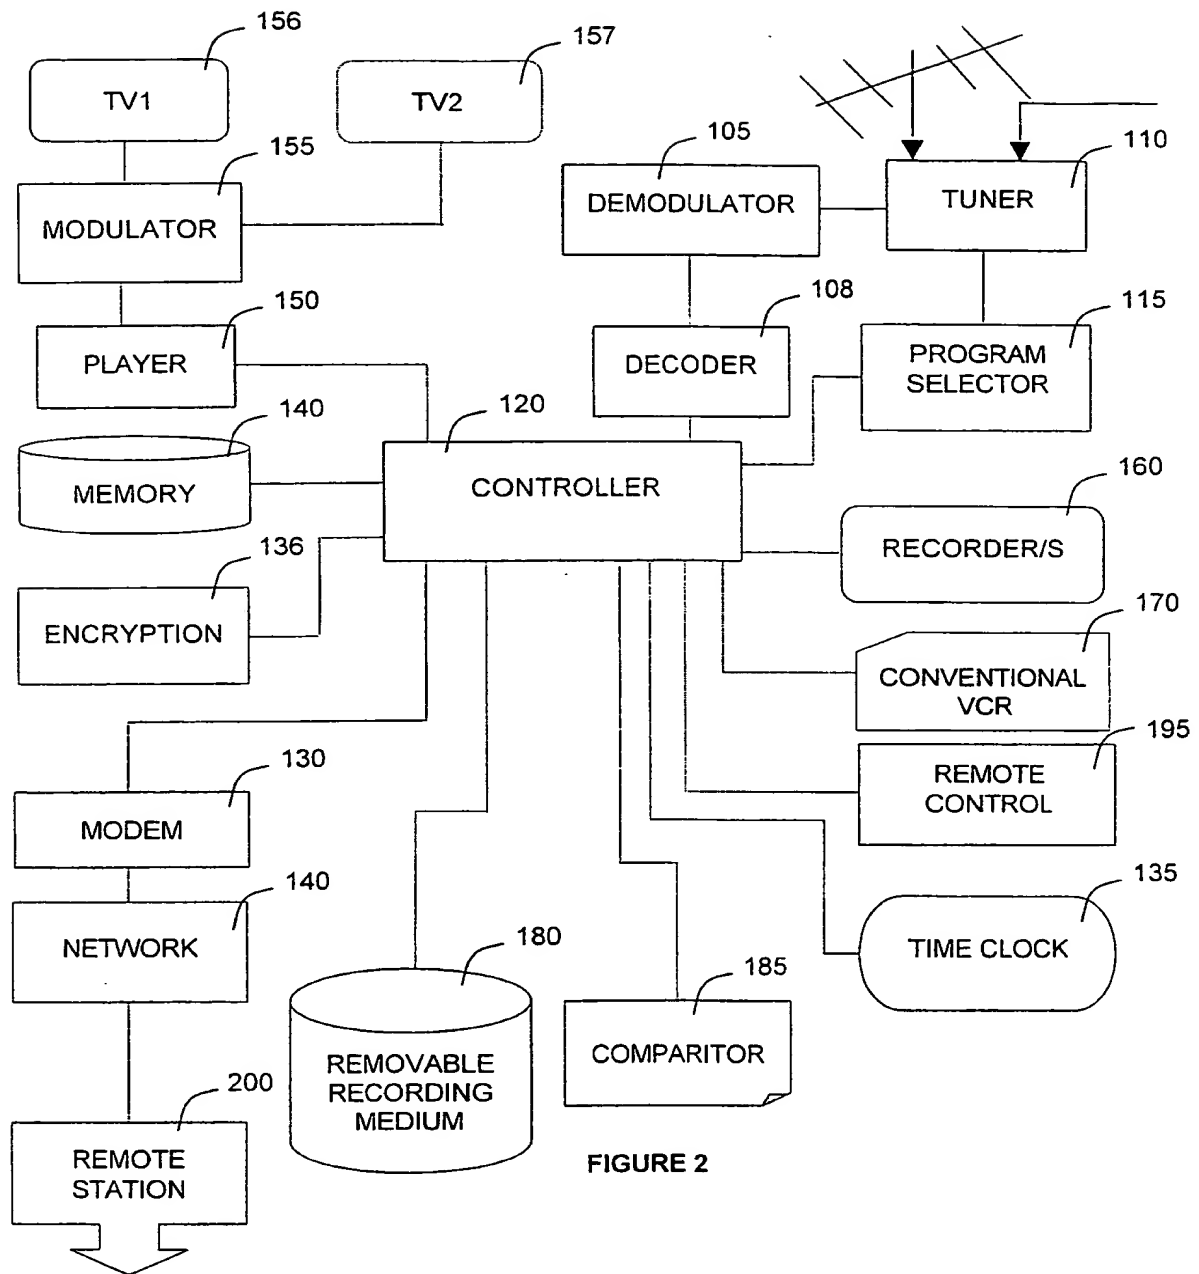 156
TV1
157
TV2
105
DEMODULATOR
110
TUNER
155
MODULATOR
150
PLAYER
108
DECODER
115
PROGRAM
SELECTOR
140
MEMORY
120
CONTROLLER
160
RECORDER/S
136
ENCRYPTION
170
CONVENTIONAL
VCR
195
REMOTE
CONTROL
130
MODEM
140
NETWORK
135
TIME CLOCK
180
REMOVABLE
RECORDING
MEDIUM
185
COMPARITOR
200
REMOTE
STATION
FIGURE 2